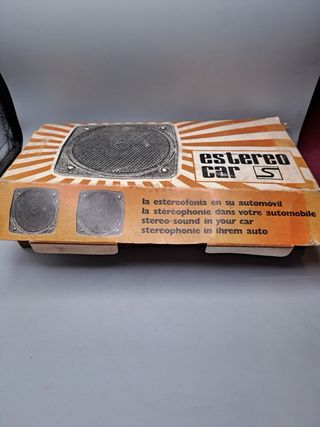 estereo
car S
la estereofonia en su automóvil
la stéréophonie dans votre automobile
stereo-sound in your car
stereophonie in ihrem auto